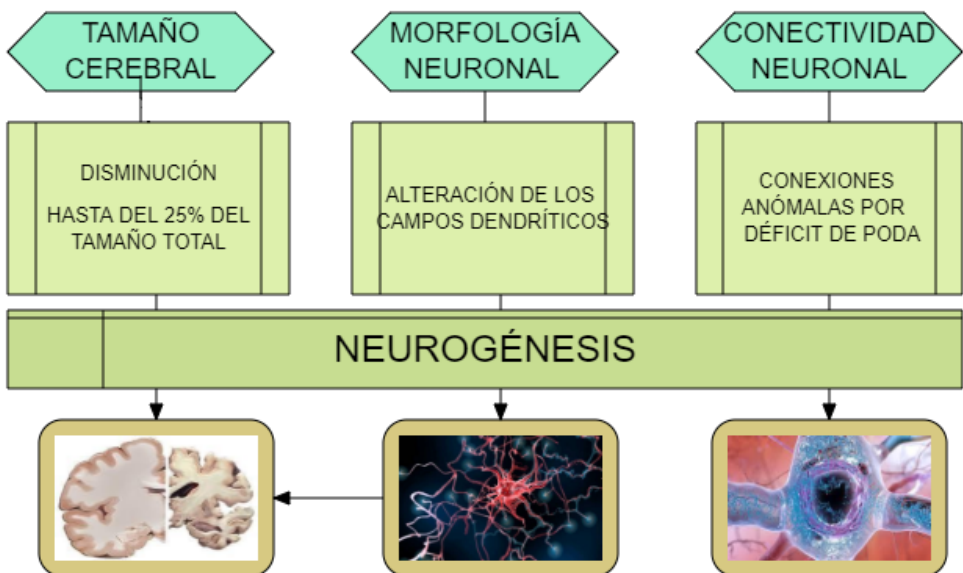 TAMAÑO
CEREBRAL
MORFOLOGÍA
NEURONAL
CONECTIVIDAD
NEURONAL
DISMINUCIÓN
HASTA DEL 25% DEL
TAMAÑO TOTAL
ALTERACIÓN DE LOS
CAMPOS DENDRÍTICOS
CONEXIONES
ANÓMALAS POR
DÉFICIT DE PODA
NEUROGÉNESIS